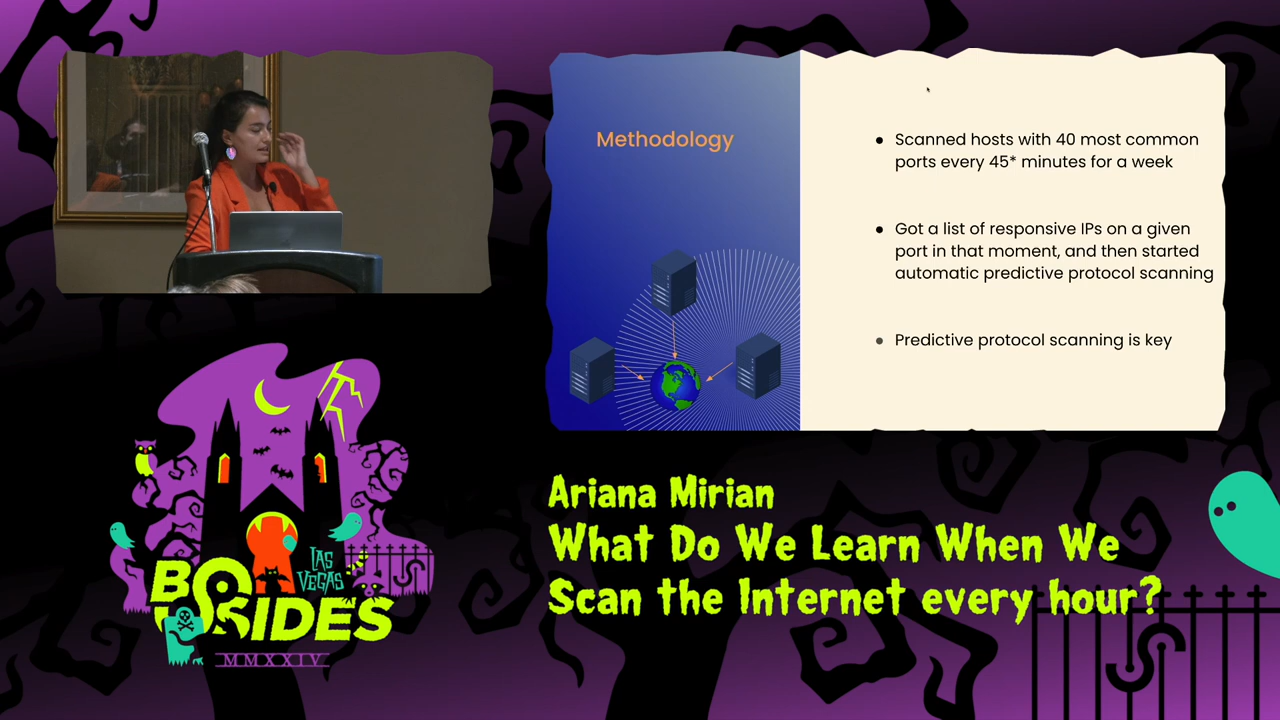 Methodology
● Scanned hosts with 40 most common
ports every 45* minutes for a week
● Got a list of responsive IPs on a given
port in that moment, and then started
automatic predictive protocol scanning
● Predictive protocol scanning is key
Ariana Mirian
What Do We Learn When We
Scan the Internet every hour?
LAS
VEGAS
BSIDES
MMXXIV